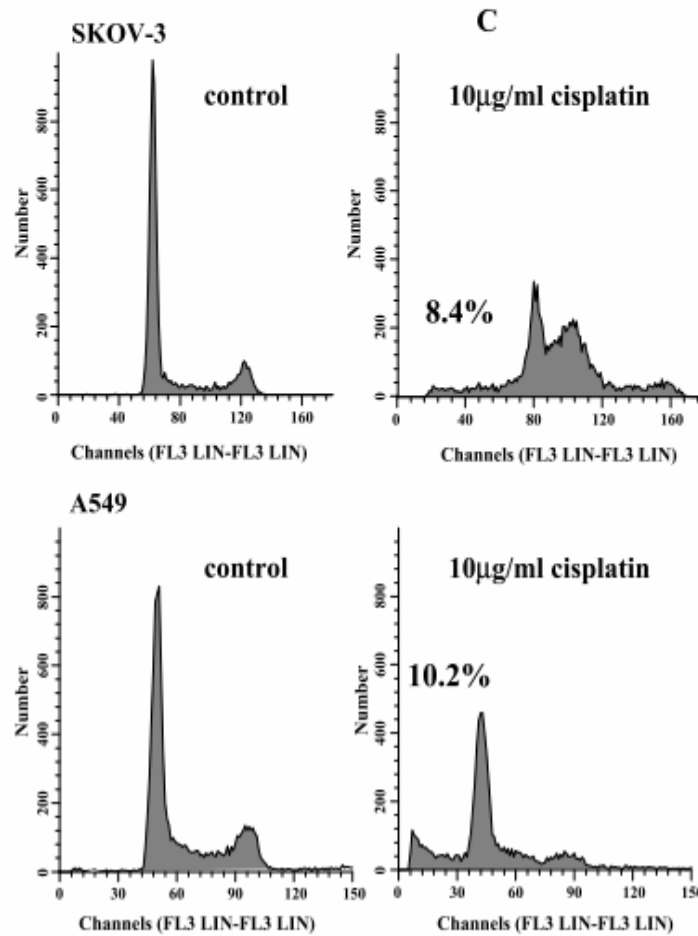 C
SKOV-3
control
10µg/ml cisplatin
800
600
400
200
0
Number
0 40 80 120 160
Channels (FL3 LIN-FL3 LIN)
8.4%
800
600
400
200
0
Number
0 40 80 120 160
Channels (FL3 LIN-FL3 LIN)
A549
control
800
600
400
200
0
Number
0 30 60 90 120 150
Channels (FL3 LIN-FL3 LIN)
10µg/ml cisplatin
10.2%
800
600
400
200
0
Number
0 30 60 90 120 150
Channels (FL3 LIN-FL3 LIN)